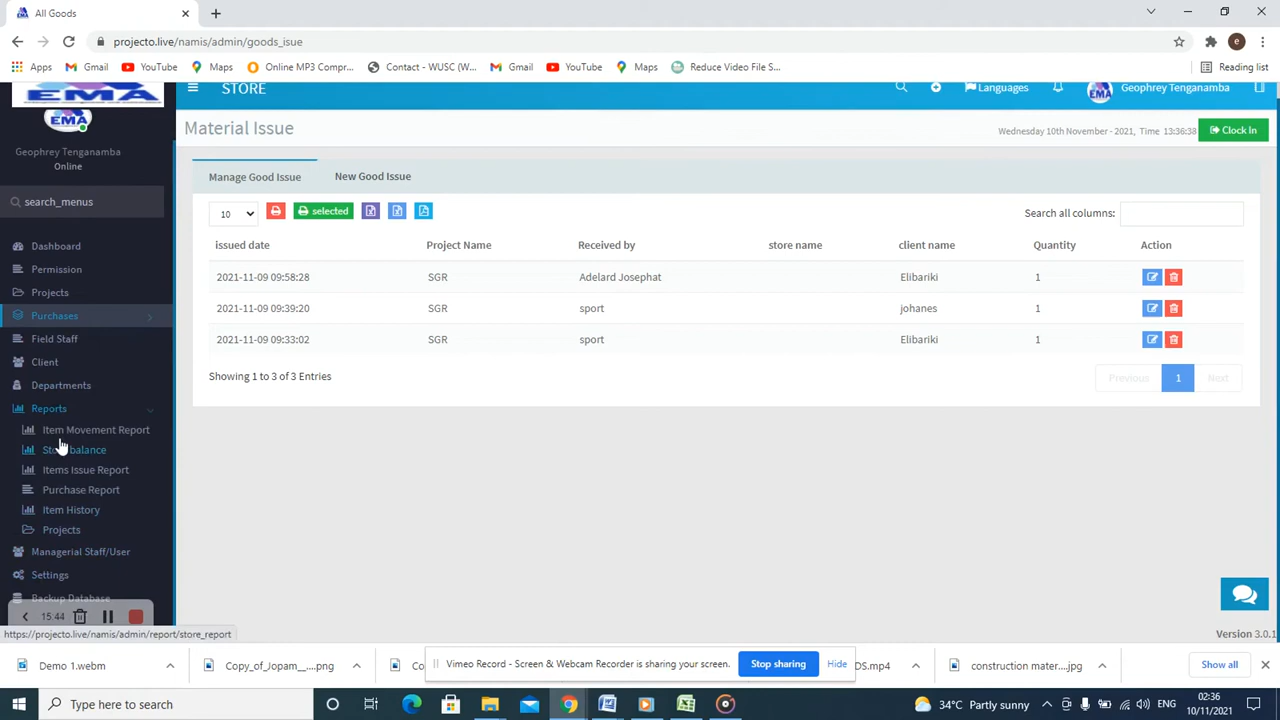 All Goods
projecto.live/namis/admin/goods_isue
e
Apps
Gmail
YouTube
Maps
Online MP3 Compr...
Contact - WUSC (W...
Gmail
YouTube
Maps
Reduce Video File S...
Reading list
EMA
STORE
Languages
Geophrey Tenganamba
Geophrey Tenganamba
Online
search_menus
Dashboard
Permission
Projects
Purchases
Field Staff
Client
Departments
Reports
Item Movement Report
balance
Items Issue Report
Purchase Report
Item History
Projects
Managerial Staff/User
Settings
Backup Database
15.44
Material Issue
Wednesday 10th November - 2021, Time 13:36:38
Clock In
Manage Good Issue
New Good Issue
10
selected
Search all columns:
issued date Project Name Received by store name client name Quantity Action
2021-11-09 09:58:28 SGR Adelard Josephat Elibariki 1
2021-11-09 09:39:20 SGR sport johanes 1
2021-11-09 09:33:02 SGR sport Elibariki 1
Showing 1 to 3 of 3 Entries
Previous 1 Next
Version 3.0.1
https://projecto.live/namis/admin/report/store_report
Demo 1.webm
Copy_of_Jopam__....png
Vimeo Record - Screen & Webcam Recorder is sharing your screen.
Stop sharing
Hide
DS.mp4
construction mater....jpg
Show all
Type here to search
34°C Partly sunny
ENG
02:36
10/11/2021